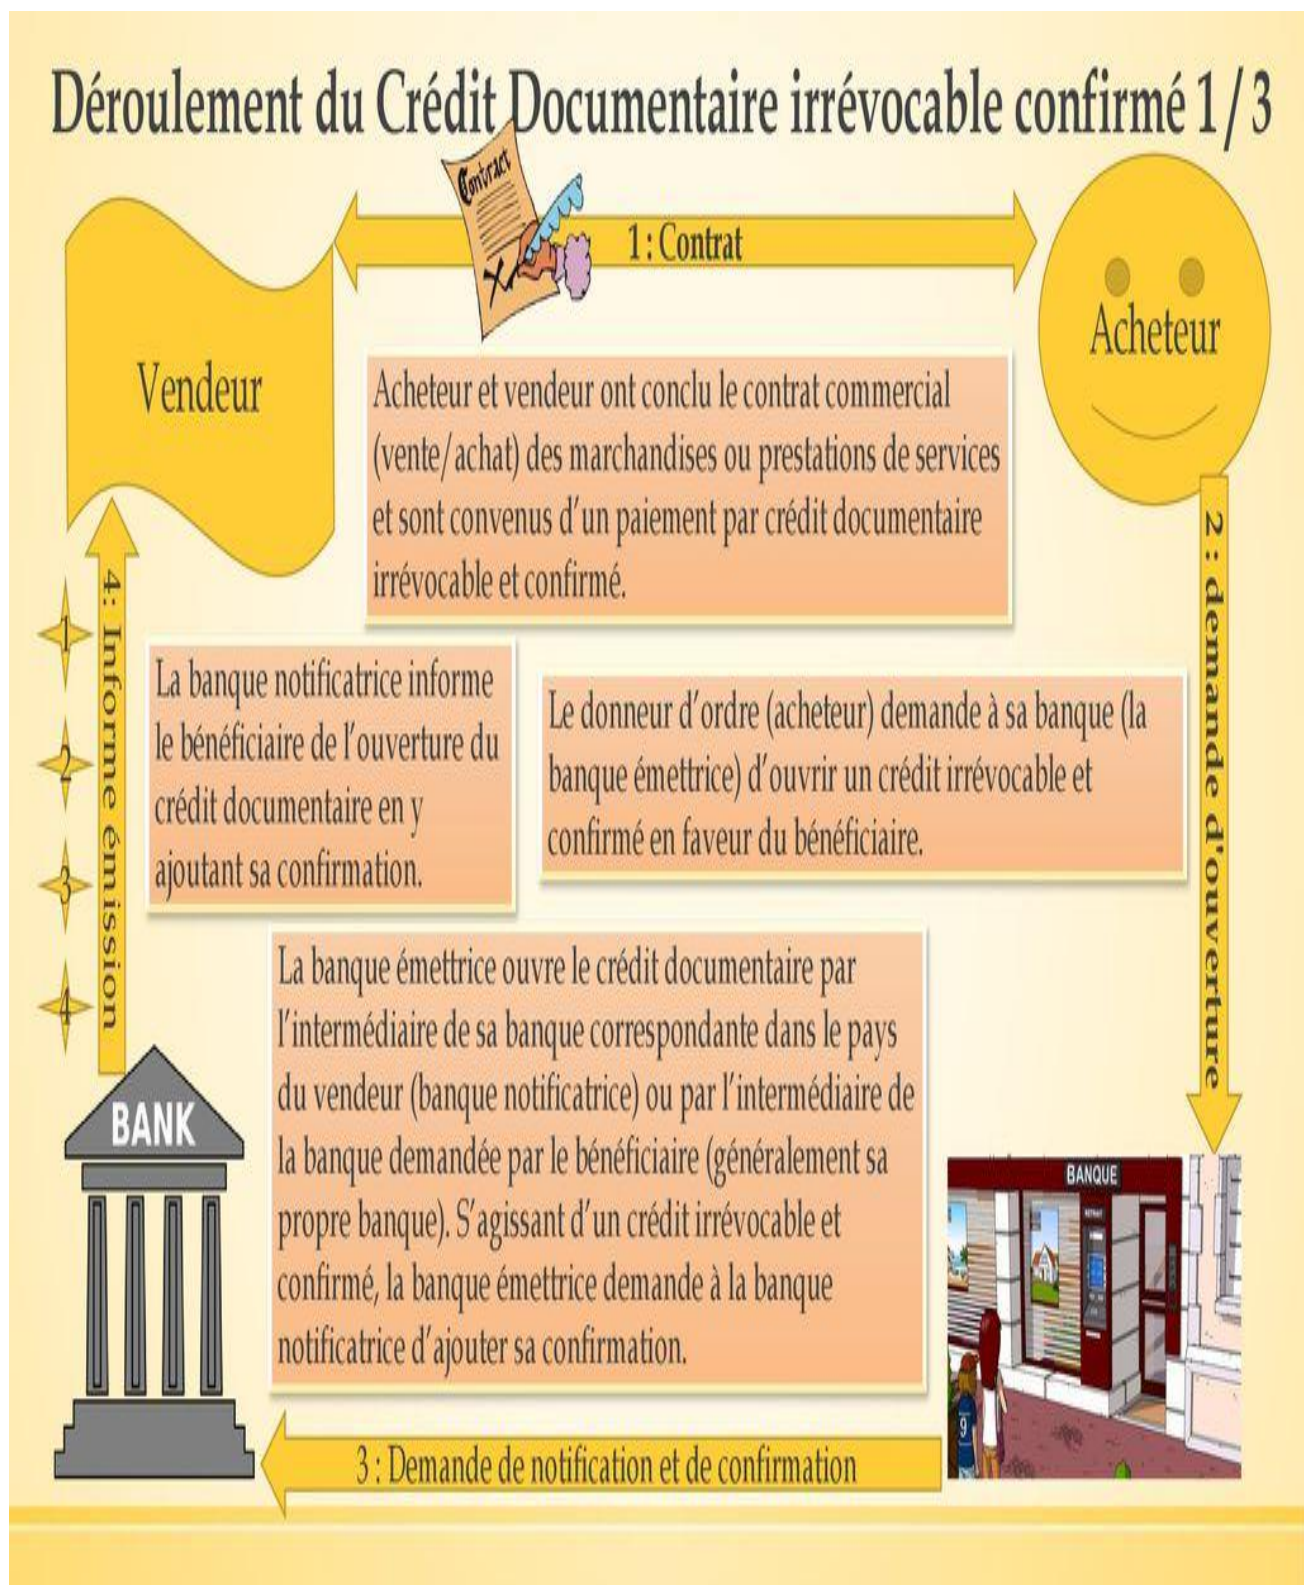 Déroulement du Crédit Documentaire irrévocable confirmé 1/3
Contract
1 : Contrat
Vendeur
Acheteur
Acheteur et vendeur ont conclu le contrat commercial
(vente/achat) des marchandises ou prestations de services
et sont convenus d'un paiement par crédit documentaire
irrévocable et confirmé.
2 : demande d'ouverture
4: Informe émission
1
2
3
4
La banque notificatrice informe
le bénéficiaire de l'ouverture du
crédit documentaire en y
ajoutant sa confirmation.
Le donneur d'ordre (acheteur) demande à sa banque (la
banque émettrice) d'ouvrir un crédit irrévocable et
confirmé en faveur du bénéficiaire.
La banque émettrice ouvre le crédit documentaire par
l'intermédiaire de sa banque correspondante dans le pays
du vendeur (banque notificatrice) ou par l'intermédiaire de
la banque demandée par le bénéficiaire (généralement sa
propre banque). S'agissant d'un crédit irrévocable et
confirmé, la banque émettrice demande à la banque
notificatrice d'ajouter sa confirmation.
BANK
BANQUE
RETRAIT
9
3 : Demande de notification et de confirmation